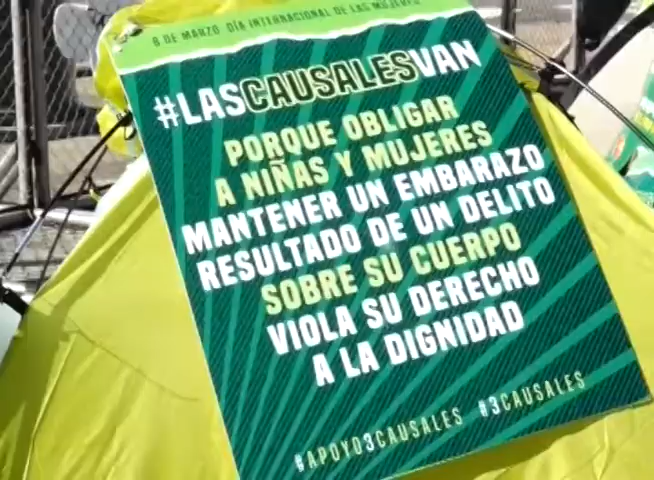 8 DE MARZO DÍA INTERNACIONAL DE LAS MUJERES
#LASCAUSALESVAN
PORQUE OBLIGAR
A NIÑAS Y MUJERES
MANTENER UN EMBARAZO
RESULTADO DE UN DELITO
SOBRE SU CUERPO
VIOLA SU DERECHO
A LA DIGNIDAD
#APOYO3CAUSALES #3CAUSALES